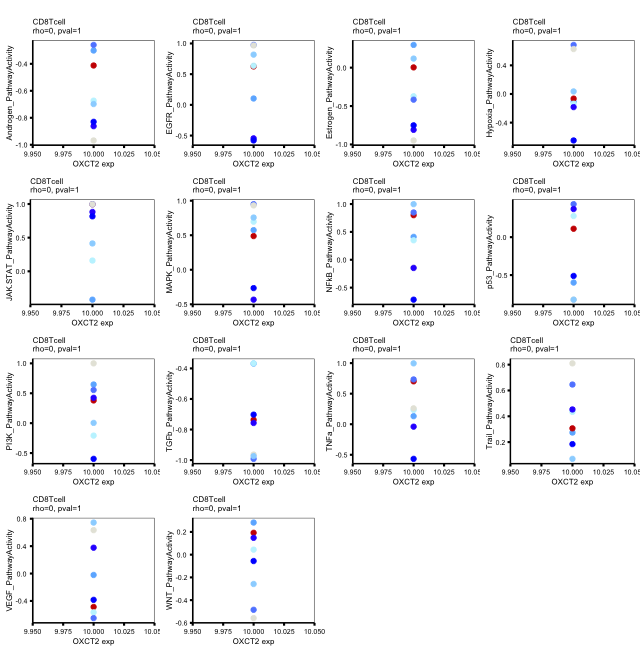 CD8Tcell
rho=0, pval=1
Androgen_PathwayActivity
-0.4
-0.6
-0.8
-1.0
9.950 9.975 10.000 10.025 10.05
OXCT2 exp
CD8Tcell
rho=0, pval=1
EGFR_PathwayActivity
1.0
0.5
0.0
-0.5
9.950 9.975 10.000 10.025 10.05
OXCT2 exp
CD8Tcell
rho=0, pval=1
Estrogen_PathwayActivity
0.0
-0.5
-1.0
9.950 9.975 10.000 10.025 10.05
OXCT2 exp
CD8Tcell
rho=0, pval=1
Hypoxia_PathwayActivity
0.4
0.0
-0.4
9.950 9.975 10.000 10.025 10.05
OXCT2 exp
CD8Tcell
rho=0, pval=1
JAK.STAT_PathwayActivity
1.0
0.5
0.0
9.950 9.975 10.000 10.025 10.05
OXCT2 exp
CD8Tcell
rho=0, pval=1
MAPK_PathwayActivity
1.0
0.5
0.0
-0.5
9.950 9.975 10.000 10.025 10.05
OXCT2 exp
CD8Tcell
rho=0, pval=1
NFkB_PathwayActivity
1.0
0.5
0.0
-0.5
9.950 9.975 10.000 10.025 10.05
OXCT2 exp
CD8Tcell
rho=0, pval=1
p53_PathwayActivity
0.0
-0.5
9.950 9.975 10.000 10.025 10.05
OXCT2 exp
CD8Tcell
rho=0, pval=1
PI3K_PathwayActivity
1.0
0.5
0.0
-0.5
9.950 9.975 10.000 10.025 10.05
OXCT2 exp
CD8Tcell
rho=0, pval=1
TGFb_PathwayActivity
-0.4
-0.6
-0.8
-1.0
9.950 9.975 10.000 10.025 10.05
OXCT2 exp
CD8Tcell
rho=0, pval=1
TNFa_PathwayActivity
1.0
0.5
0.0
-0.5
9.950 9.975 10.000 10.025 10.05
OXCT2 exp
CD8Tcell
rho=0, pval=1
Trail_PathwayActivity
0.8
0.6
0.4
0.2
9.950 9.975 10.000 10.025 10.05
OXCT2 exp
CD8Tcell
rho=0, pval=1
VEGF_PathwayActivity
0.8
0.4
0.0
-0.4
9.950 9.975 10.000 10.025 10.05
OXCT2 exp
CD8Tcell
rho=0, pval=1
WNT_PathwayActivity
0.2
0.0
-0.2
-0.4
-0.6
9.950 9.975 10.000 10.025 10.050
OXCT2 exp